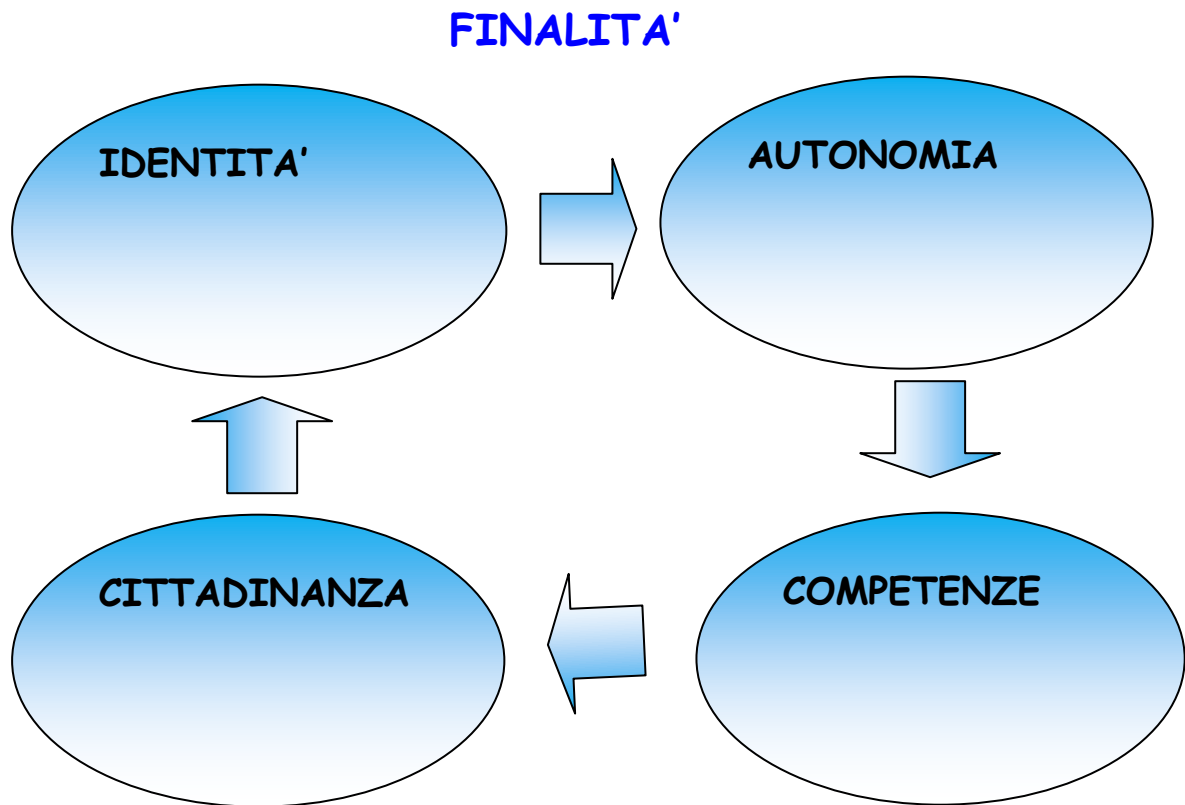 FINALITA'
IDENTITA'
AUTONOMIA
CITTADINANZA
COMPETENZE